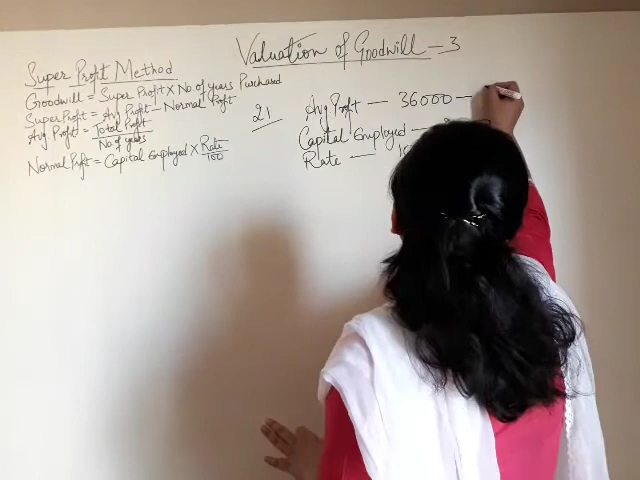 Valuation of Goodwill - 3
Super Profit Method
Goodwill = Super Profit X No. of years Purchased
Super Profit = Avg Profit - Normal Profit
Avg Profit = Total Profit / No of years
Normal Profit = Capital Employed X Rate / 100
21
Avg Profit — 36000 —
Capital Employed —
Rate —